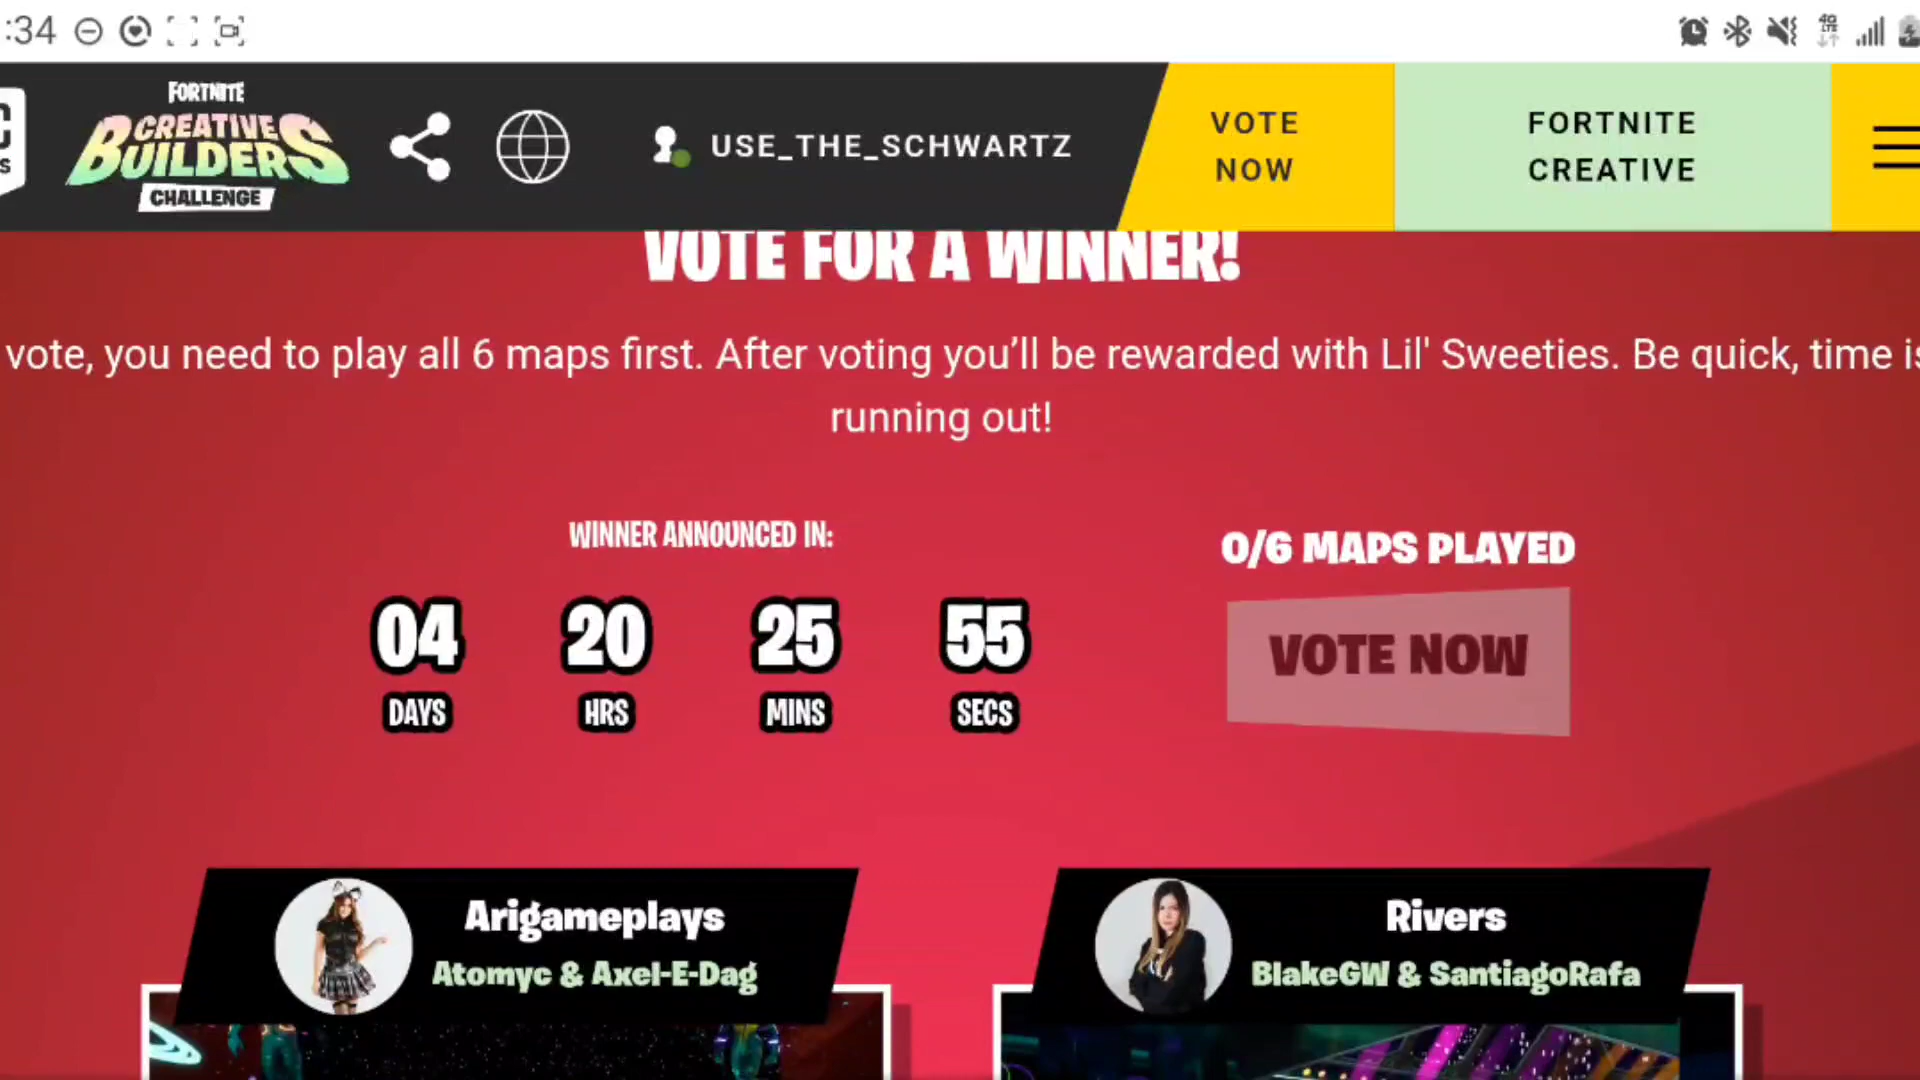 :34
4G
LTE
FORTNITE
CREATIVE
BUILDERS
CHALLENGE
USE_THE_SCHWARTZ
VOTE
NOW
FORTNITE
CREATIVE
VOTE FOR A WINNER!
vote, you need to play all 6 maps first. After voting you’ll be rewarded with Lil' Sweeties. Be quick, time is
running out!
WINNER ANNOUNCED IN:
04 20 25 55
DAYS HRS MINS SECS
0/6 MAPS PLAYED
VOTE NOW
Arigameplays
Atomyc & Axel-E-Dag
Rivers
BlakeGW & SantiagoRafa